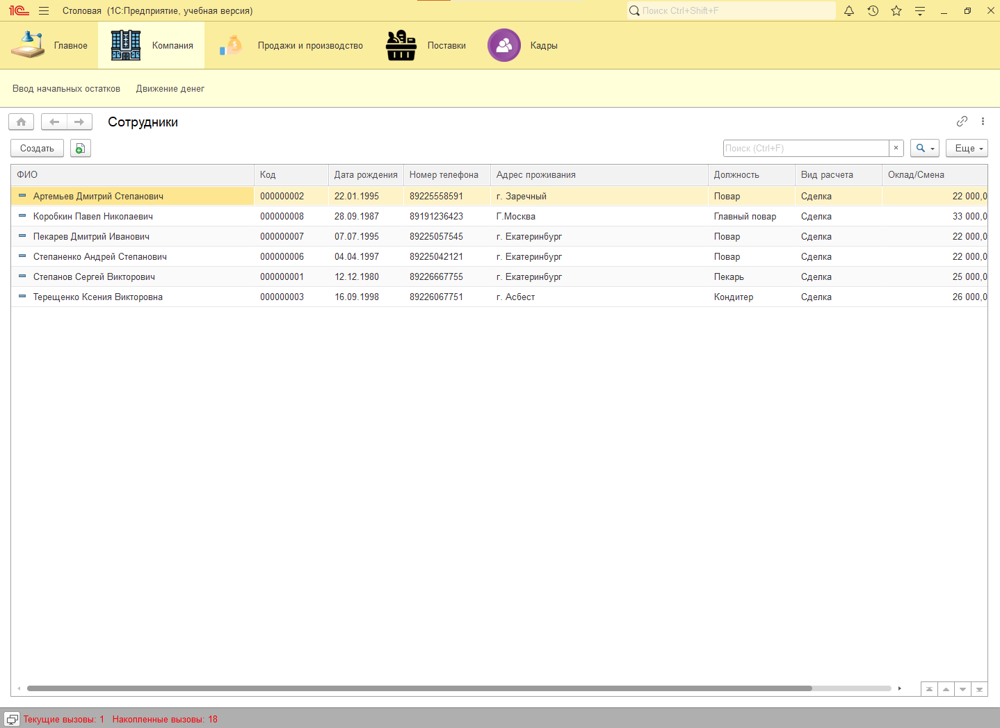 1С Столовая (1С:Предприятие, учебная версия) Поиск Ctrl+Shift+F
Главное Компания Продажи и производство Поставки Кадры
Ввод начальных остатков Движение денег
Сотрудники
Создать Поиск (Ctrl+F) × Еще
ФИО Код Дата рождения Номер телефона Адрес проживания Должность Вид расчета Оклад/Смена
Артемьев Дмитрий Степанович 000000002 22.01.1995 89225558591 г. Заречный Повар Сделка 22 000,0
Коробкин Павел Николаевич 000000008 28.09.1987 89191236423 Г.Москва Главный повар Сделка 33 000,0
Пекарев Дмитрий Иванович 000000007 07.07.1995 89225057545 г. Екатеринбург Повар Сделка 22 000,0
Степаненко Андрей Степанович 000000006 04.04.1997 89225042121 г. Екатеринбург Повар Сделка 22 000,0
Степанов Сергей Викторович 000000001 12.12.1980 89226667755 г. Екатеринбург Пекарь Сделка 25 000,0
Терещенко Ксения Викторовна 000000003 16.09.1998 89226067751 г. Асбест Кондитер Сделка 26 000,0
Текущие вызовы: 1 Накопленные вызовы: 18